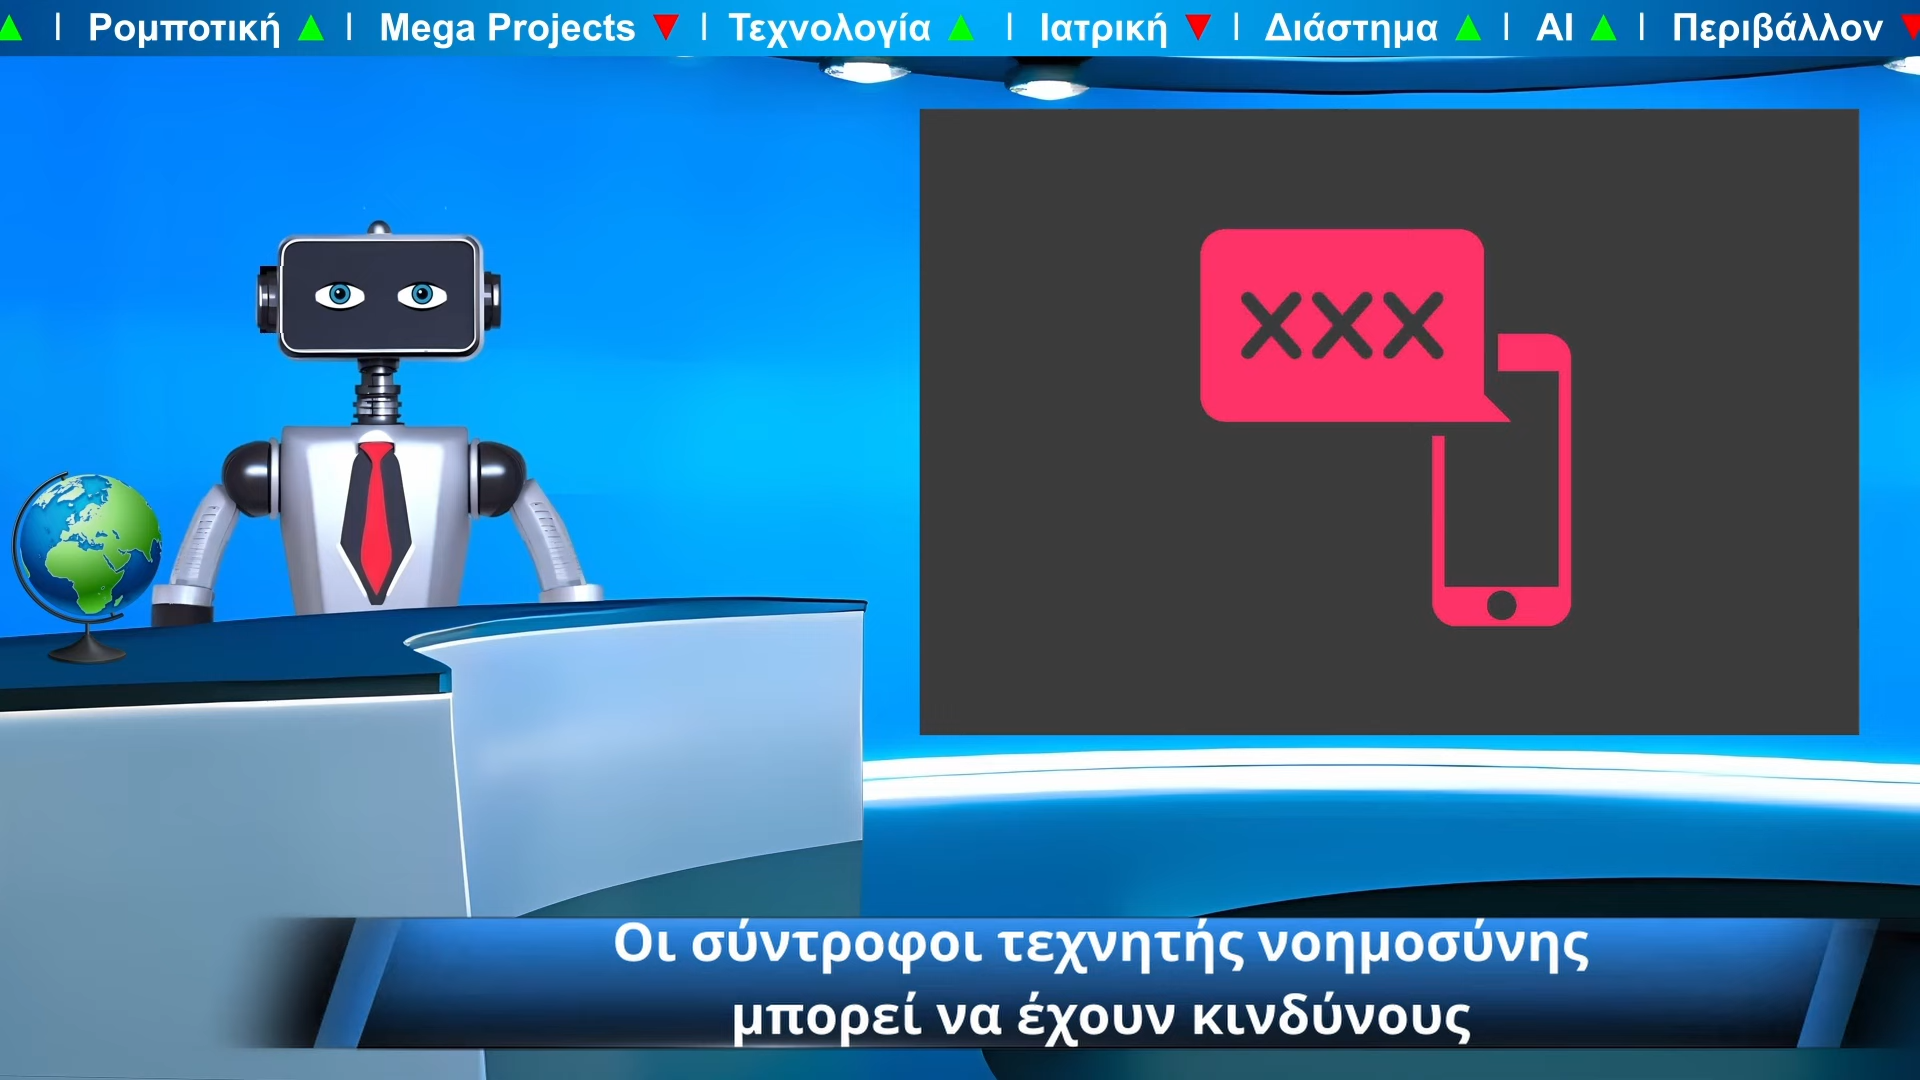 | Ρομποτική ▲ | Mega Projects ▼ | Τεχνολογία ▲ | Ιατρική ▼ | Διάστημα ▲ | AI ▲ | Περιβάλλον
XXX
Οι σύντροφοι τεχνητής νοημοσύνης
μπορεί να έχουν κινδύνους